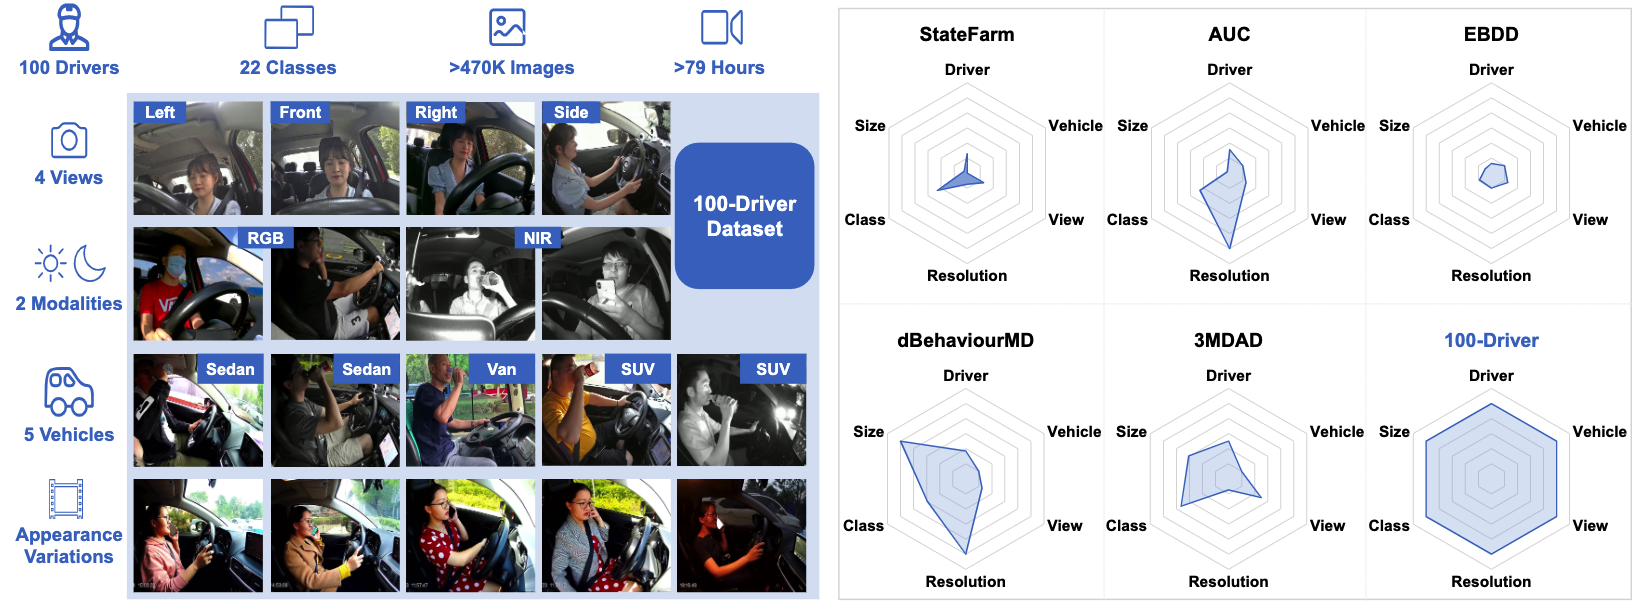 100 Drivers
22 Classes
>470K Images
>79 Hours
4 Views
Left
Front
Right
Side
100-Driver
Dataset
2 Modalities
RGB
NIR
5 Vehicles
Sedan
Sedan
Van
SUV
SUV
Appearance
Variations
StateFarm
Driver
Size
Vehicle
Class
View
Resolution
AUC
Driver
Size
Vehicle
Class
View
Resolution
EBDD
Driver
Size
Vehicle
Class
View
Resolution
dBehaviourMD
Driver
Size
Vehicle
Class
View
Resolution
3MDAD
Driver
Size
Vehicle
Class
View
Resolution
100-Driver
Driver
Size
Vehicle
Class
View
Resolution